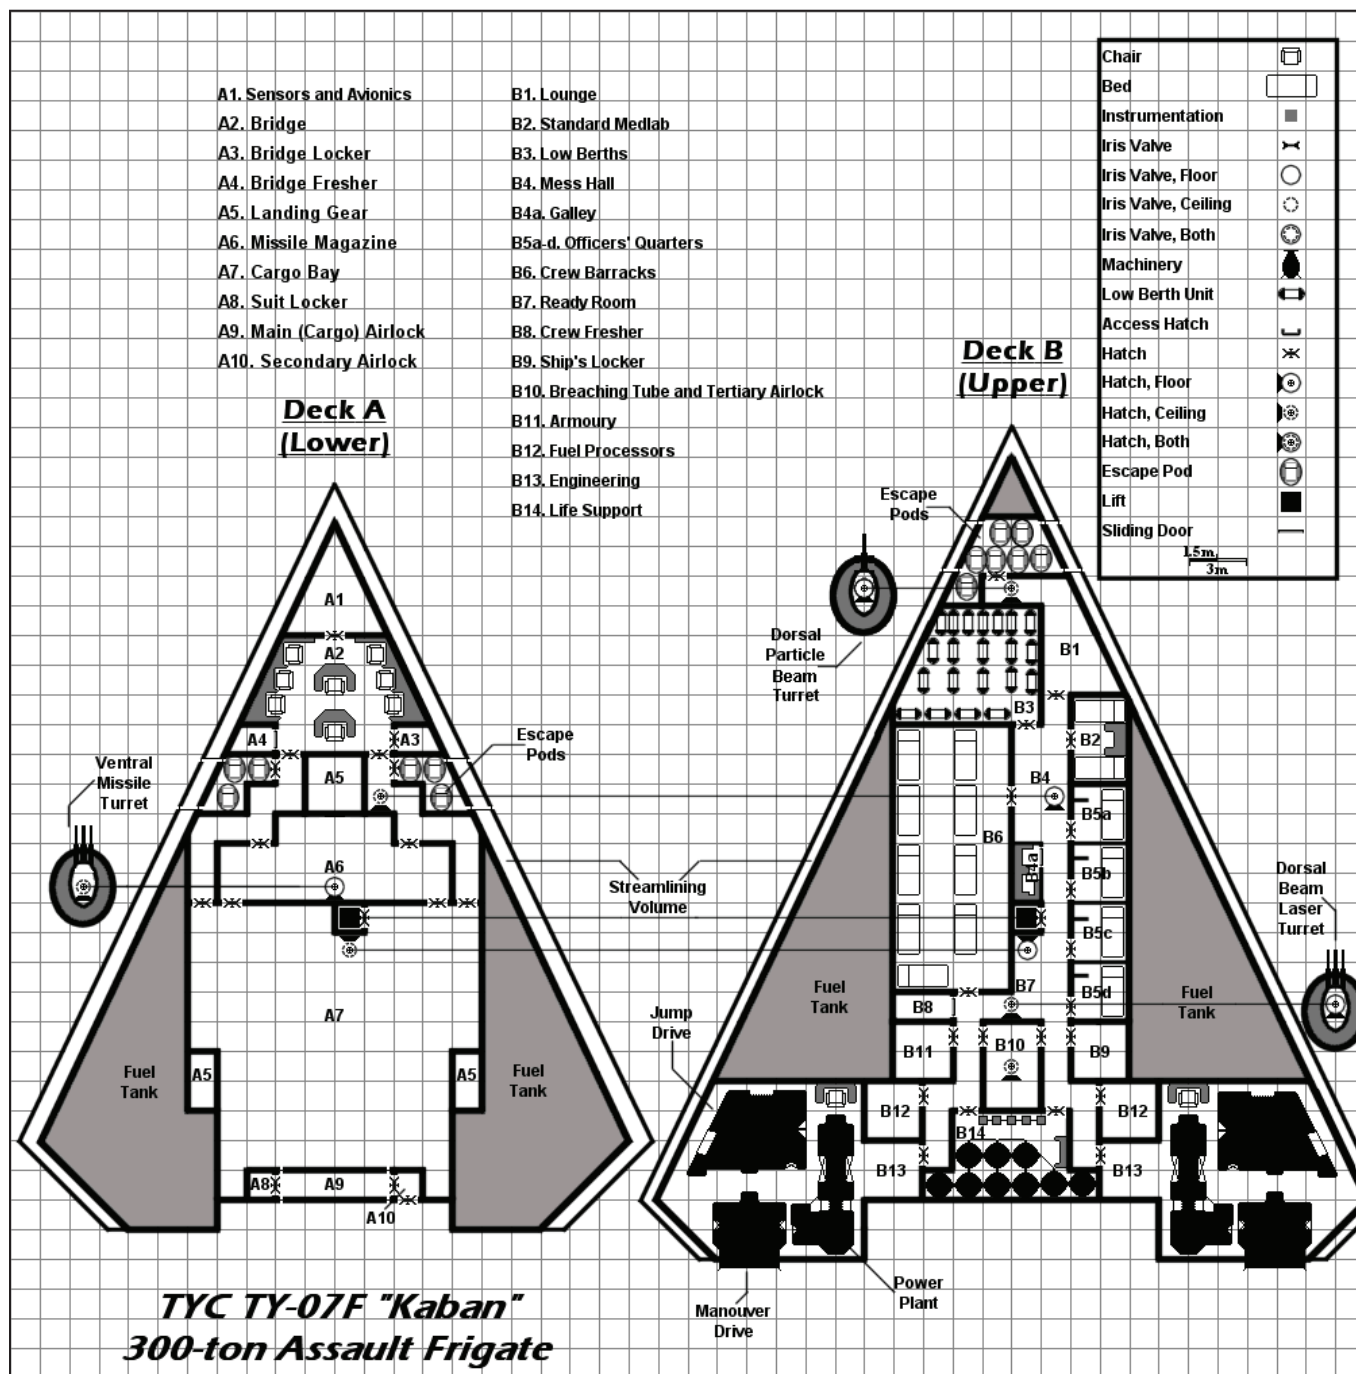 A1. Sensors and Avionics
A2. Bridge
A3. Bridge Locker
A4. Bridge Fresher
A5. Landing Gear
A6. Missile Magazine
A7. Cargo Bay
A8. Suit Locker
A9. Main (Cargo) Airlock
A10. Secondary Airlock
B1. Lounge
B2. Standard Medlab
B3. Low Berths
B4. Mess Hall
B4a. Galley
B5a-d. Officers' Quarters
B6. Crew Barracks
B7. Ready Room
B8. Crew Fresher
B9. Ship's Locker
B10. Breaching Tube and Tertiary Airlock
B11. Armoury
B12. Fuel Processors
B13. Engineering
B14. Life Support
Chair
Bed
Instrumentation
Iris Valve
Iris Valve, Floor
Iris Valve, Ceiling
Iris Valve, Both
Machinery
Low Berth Unit
Access Hatch
Hatch
Hatch, Floor
Hatch, Ceiling
Hatch, Both
Escape Pod
Lift
Sliding Door
1.5m
3m
Deck A
(Lower)
A1
A2
A4
A3
A5
Escape
Pods
Ventral
Missile
Turret
A6
A7
A5
A5
Fuel
Tank
Fuel
Tank
A8
A9
A10
Streamlining
Volume
Deck B
(Upper)
Escape
Pods
Dorsal
Particle
Beam
Turret
B1
B3
B2
B4
B5a
B6
B4a
B5b
B5c
B5d
B7
B8
B10
B11
B9
Fuel
Tank
Fuel
Tank
Dorsal
Beam
Laser
Turret
Jump
Drive
B12
B12
B14
B13
B13
Power
Plant
Manouver
Drive
TYC TY-07F "Kaban"
300-ton Assault Frigate